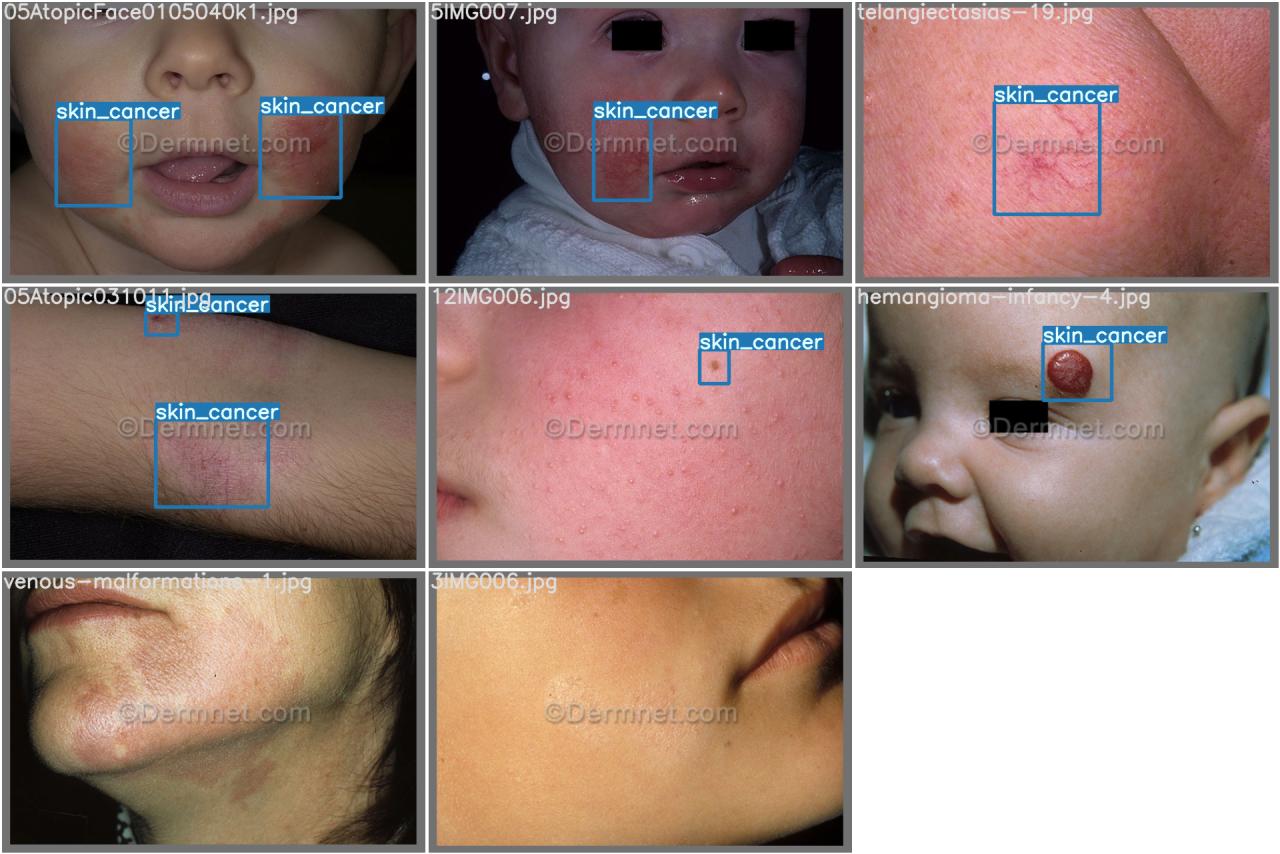 05AtopicFace0105040k1.jpg
skin_cancer
skin_cancer
©Dermnet.com
5IMG007.jpg
skin_cancer
©Dermnet.com
telangiectasias-19.jpg
skin_cancer
©Dermnet.com
05Atopic031011.jpg
skin_cancer
skin_cancer
©Dermnet.com
12IMG006.jpg
skin_cancer
©Dermnet.com
hemangioma-infancy-4.jpg
skin_cancer
©Dermnet.com
venous-malformations-1.jpg
©Dermnet.com
3IMG006.jpg
©Dermnet.com